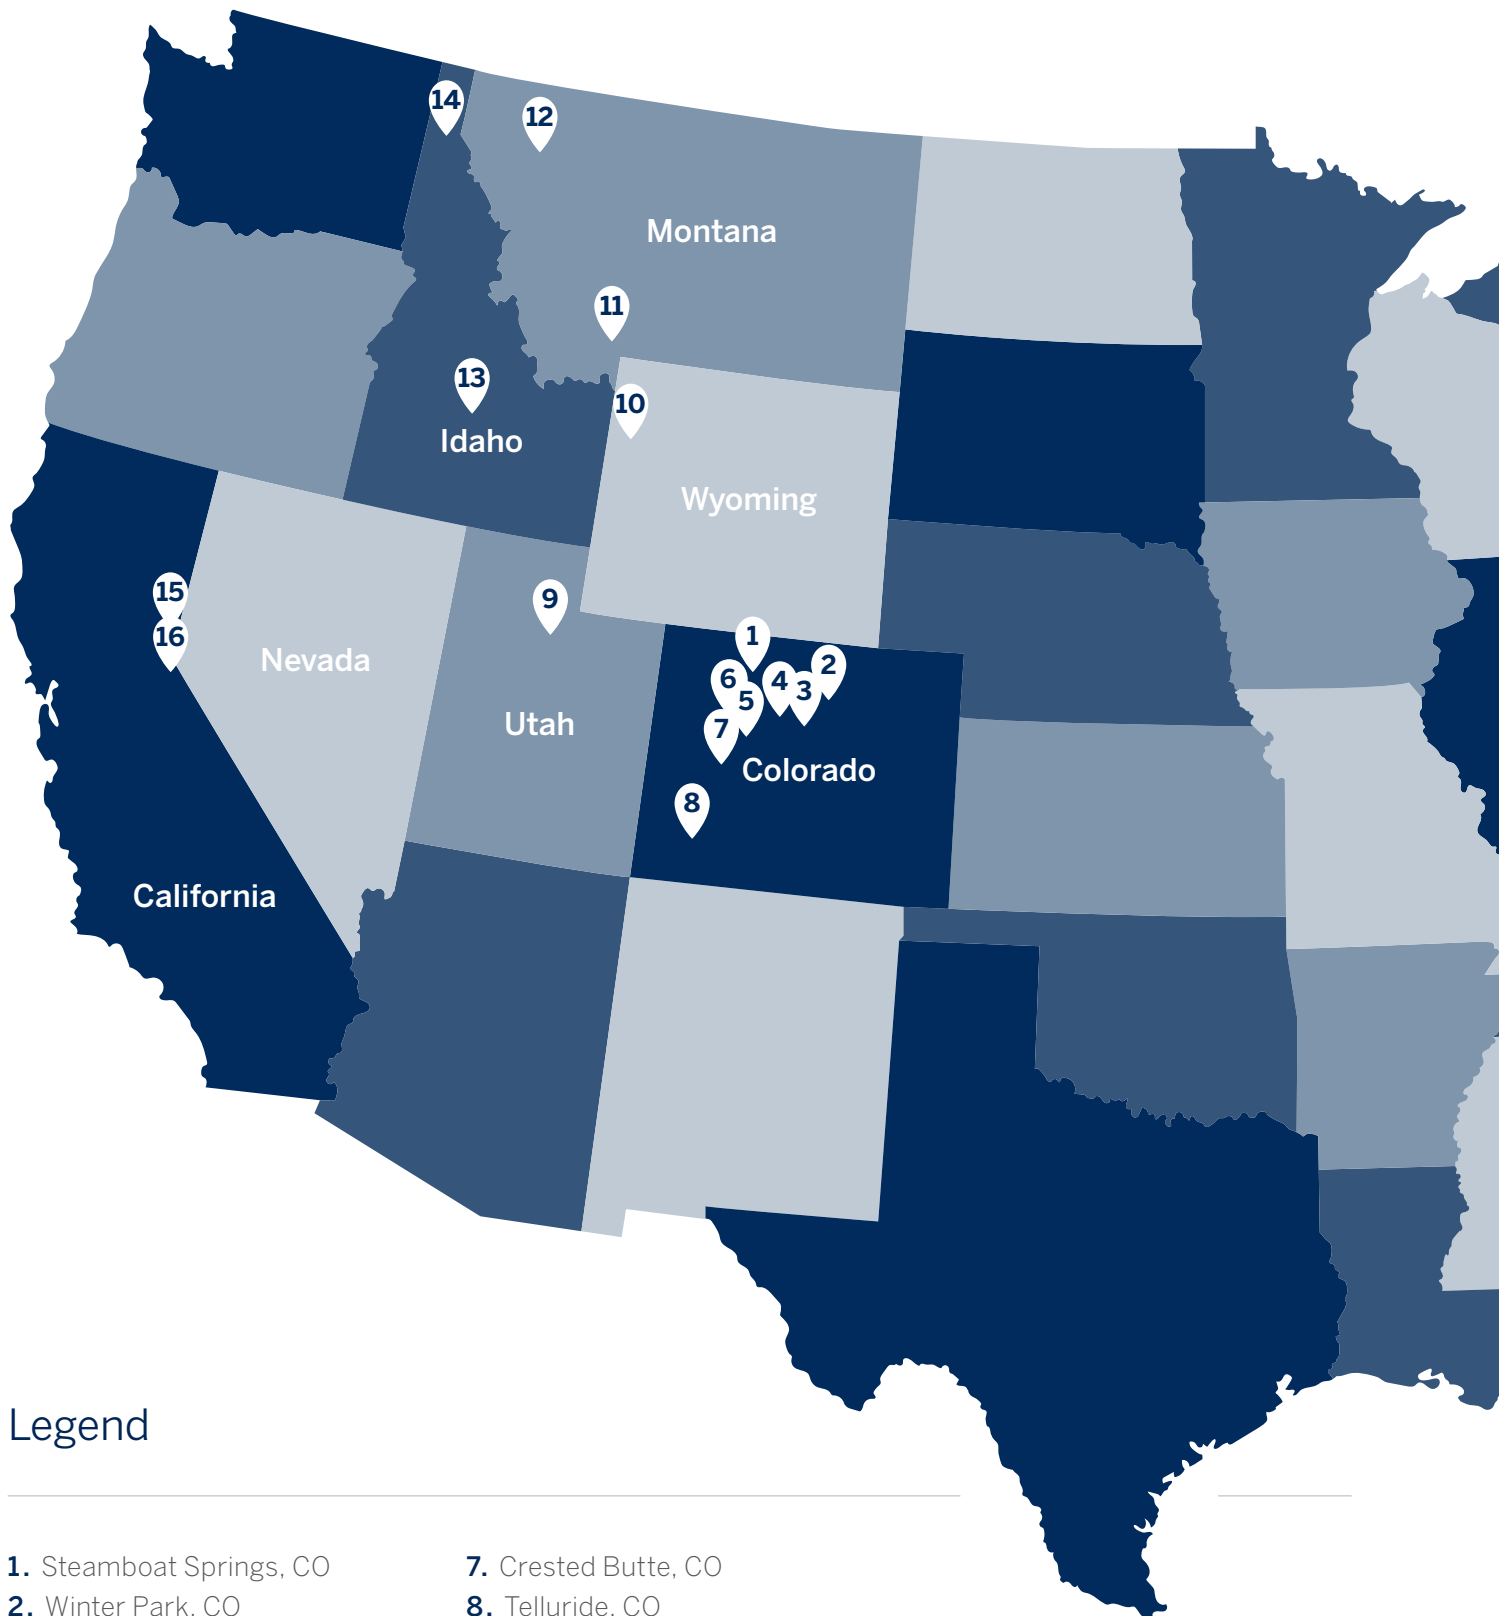 14
12
Montana
11
13
10
Idaho
Wyoming
15
9
16
1
Nevada
2
6
4
3
5
Utah
7
Colorado
8
California
Legend
1. Steamboat Springs, CO
7. Crested Butte, CO
2. Winter Park, CO
8. Telluride, CO